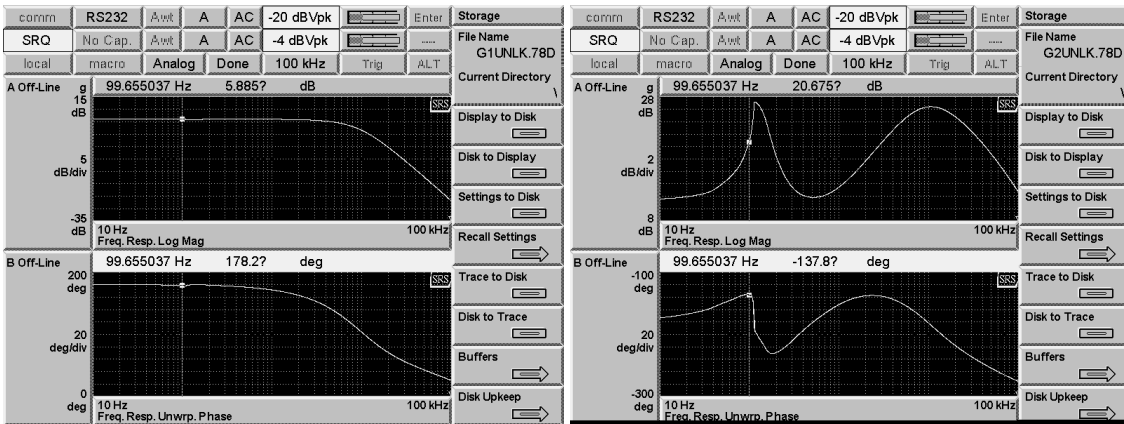 comm RS232 Awt A AC -20 dBVpk Enter Storage
SRQ No Cap. Awt A AC -4 dBVpk ---- File Name
G1UNLK.78D
local macro Analog Done 100 kHz Trig ALT
Current Directory
\
A Off-Line g 99.655037 Hz 5.885? dB
15
dB
SRS
Display to Disk
5
dB/div
Disk to Display
Settings to Disk
-35
dB
10 Hz 100 kHz
Freq. Resp. Log Mag
Recall Settings
B Off-Line 99.655037 Hz 178.2? deg
200
deg
SRS
Trace to Disk
Disk to Trace
20
deg/div
Buffers
0
deg
10 Hz 100 kHz
Freq. Resp. Unwrp. Phase
Disk Upkeep
comm RS232 Awt A AC -20 dBVpk Enter Storage
SRQ No Cap. Awt A AC -4 dBVpk ---- File Name
G2UNLK.78D
local macro Analog Done 100 kHz Trig ALT
Current Directory
\
A Off-Line g 99.655037 Hz 20.675? dB
28
dB
SRS
Display to Disk
2
dB/div
Disk to Display
Settings to Disk
8
dB
10 Hz 100 kHz
Freq. Resp. Log Mag
Recall Settings
B Off-Line 99.655037 Hz -137.8? deg
-100
deg
SRS
Trace to Disk
Disk to Trace
20
deg/div
Buffers
-300
deg
10 Hz 100 kHz
Freq. Resp. Unwrp. Phase
Disk Upkeep